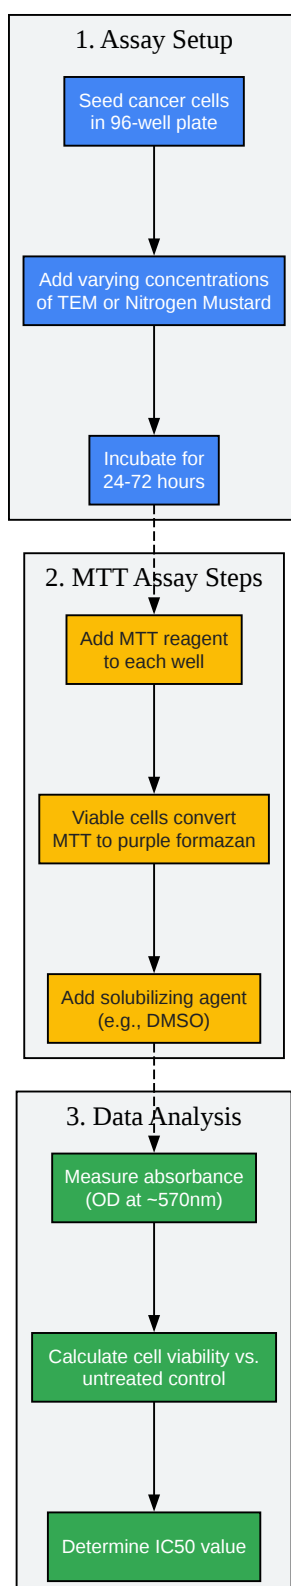 1. Assay Setup
Seed cancer cells
in 96-well plate
Add varying concentrations
of TEM or Nitrogen Mustard
Incubate for
24-72 hours
2. MTT Assay Steps
Add MTT reagent
to each well
Viable cells convert
MTT to purple formazan
Add solubilizing agent
(e.g., DMSO)
3. Data Analysis
Measure absorbance
(OD at ~570nm)
Calculate cell viability vs.
untreated control
Determine IC50 value